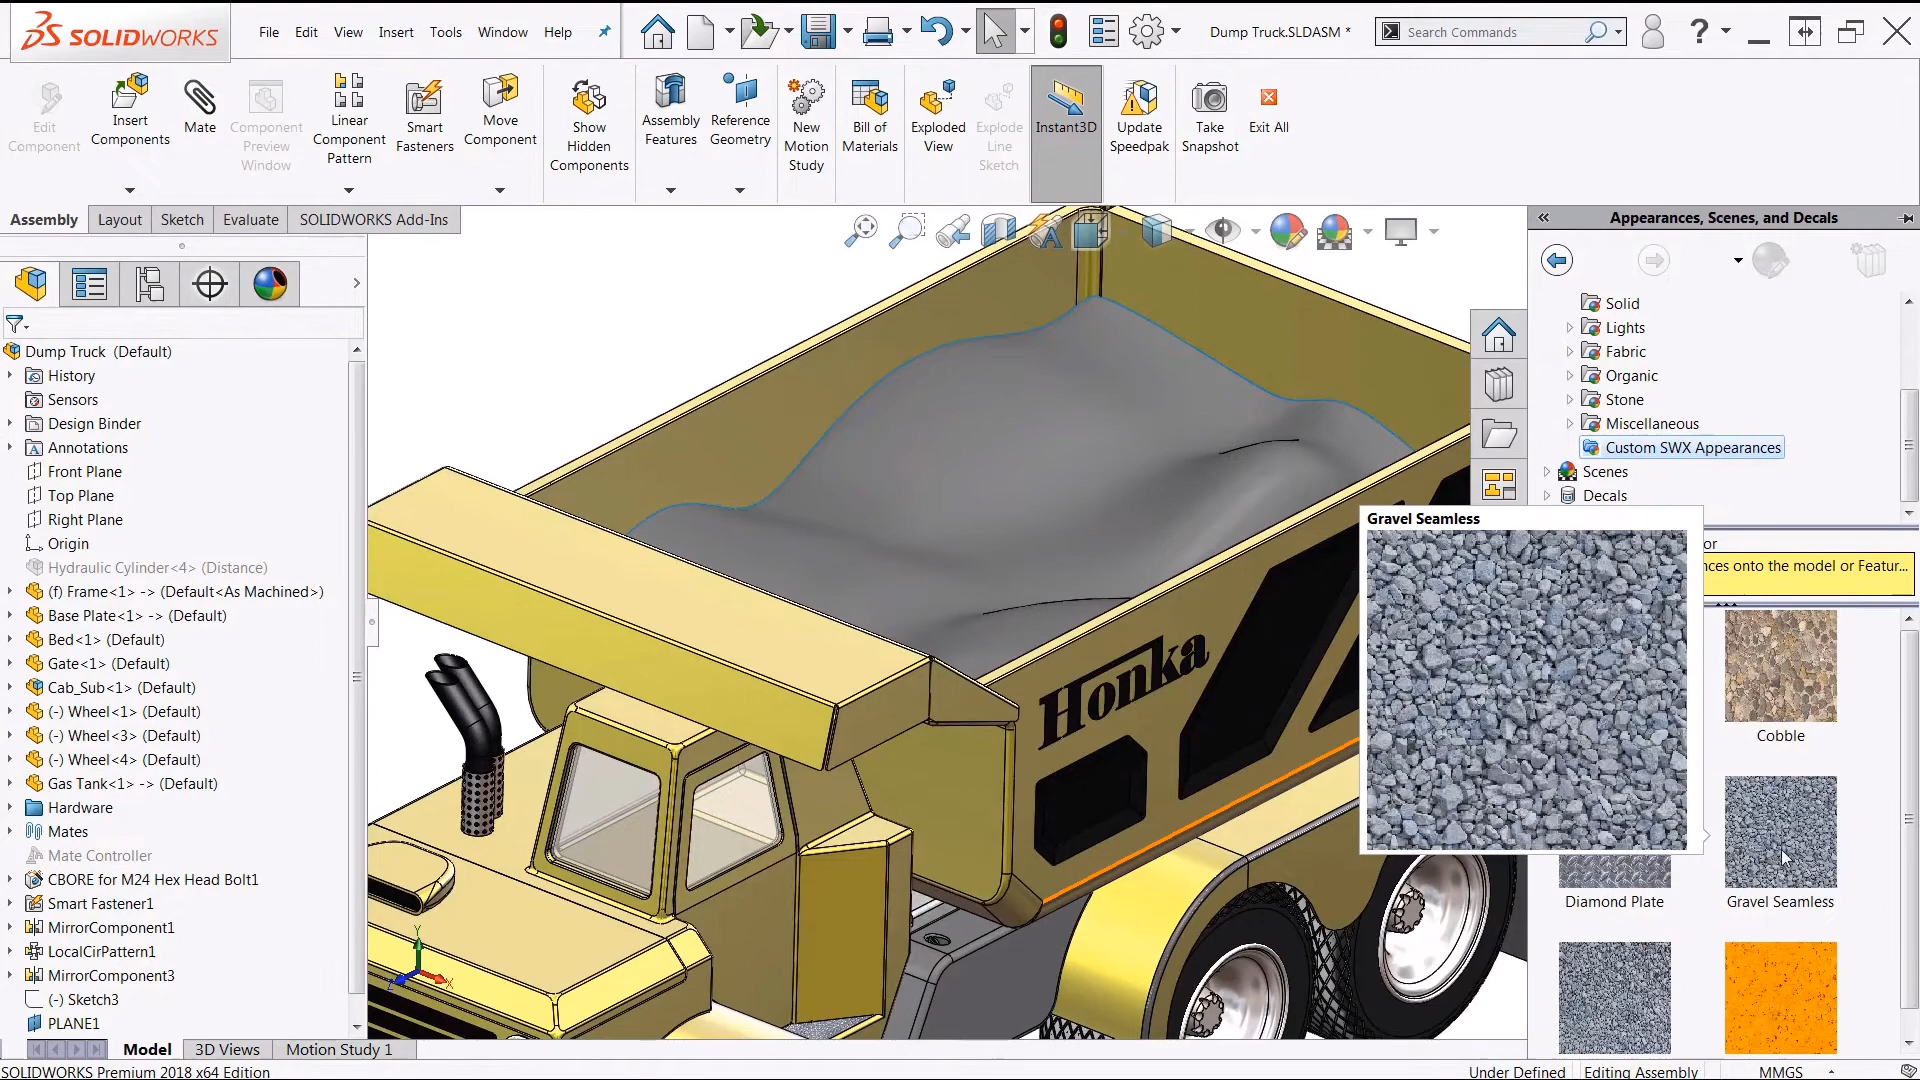 SOLIDWORKS
File Edit View Insert Tools Window Help
Dump Truck.SLDASM *
Search Commands
?
Edit Component
Insert Components
Mate
Component Preview Window
Linear Component Pattern
Smart Fasteners
Move Component
Show Hidden Components
Assembly Features
Reference Geometry
New Motion Study
Bill of Materials
Exploded View
Explode Line Sketch
Instant3D
Update Speedpak
Take Snapshot
Exit All
Assembly Layout Sketch Evaluate SOLIDWORKS Add-Ins
Dump Truck (Default)
History
Sensors
Design Binder
Annotations
Front Plane
Top Plane
Right Plane
Origin
Hydraulic Cylinder<4> (Distance)
(f) Frame<1> -> (Default<As Machined>)
Base Plate<1> -> (Default)
Bed<1> (Default)
Gate<1> (Default)
Cab_Sub<1> (Default)
(-) Wheel<1> (Default)
(-) Wheel<3> (Default)
(-) Wheel<4> (Default)
Gas Tank<1> -> (Default)
Hardware
Mates
Mate Controller
CBORE for M24 Hex Head Bolt1
Smart Fastener1
MirrorComponent1
LocalCirPattern1
MirrorComponent3
(-) Sketch3
PLANE1
Honka
Y
X
Z
Appearances, Scenes, and Decals
Solid
Lights
Fabric
Organic
Stone
Miscellaneous
Custom SWX Appearances
Scenes
Decals
Gravel Seamless
or
nces onto the model or Featur...
Cobble
Diamond Plate
Gravel Seamless
Model 3D Views Motion Study 1
SOLIDWORKS Premium 2018 x64 Edition
Under Defined Editing Assembly MMGS